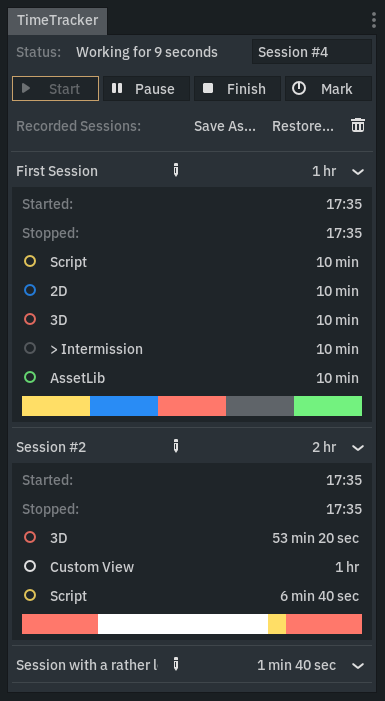 TimeTracker
Status: Working for 9 seconds Session #4
Start Pause Finish Mark
Recorded Sessions: Save As... Restore...
First Session 1 hr
Started: 17:35
Stopped: 17:35
Script 10 min
2D 10 min
3D 10 min
> Intermission 10 min
AssetLib 10 min
Session #2 2 hr
Started: 17:35
Stopped: 17:35
3D 53 min 20 sec
Custom View 1 hr
Script 6 min 40 sec
Session with a rather 1 min 40 sec